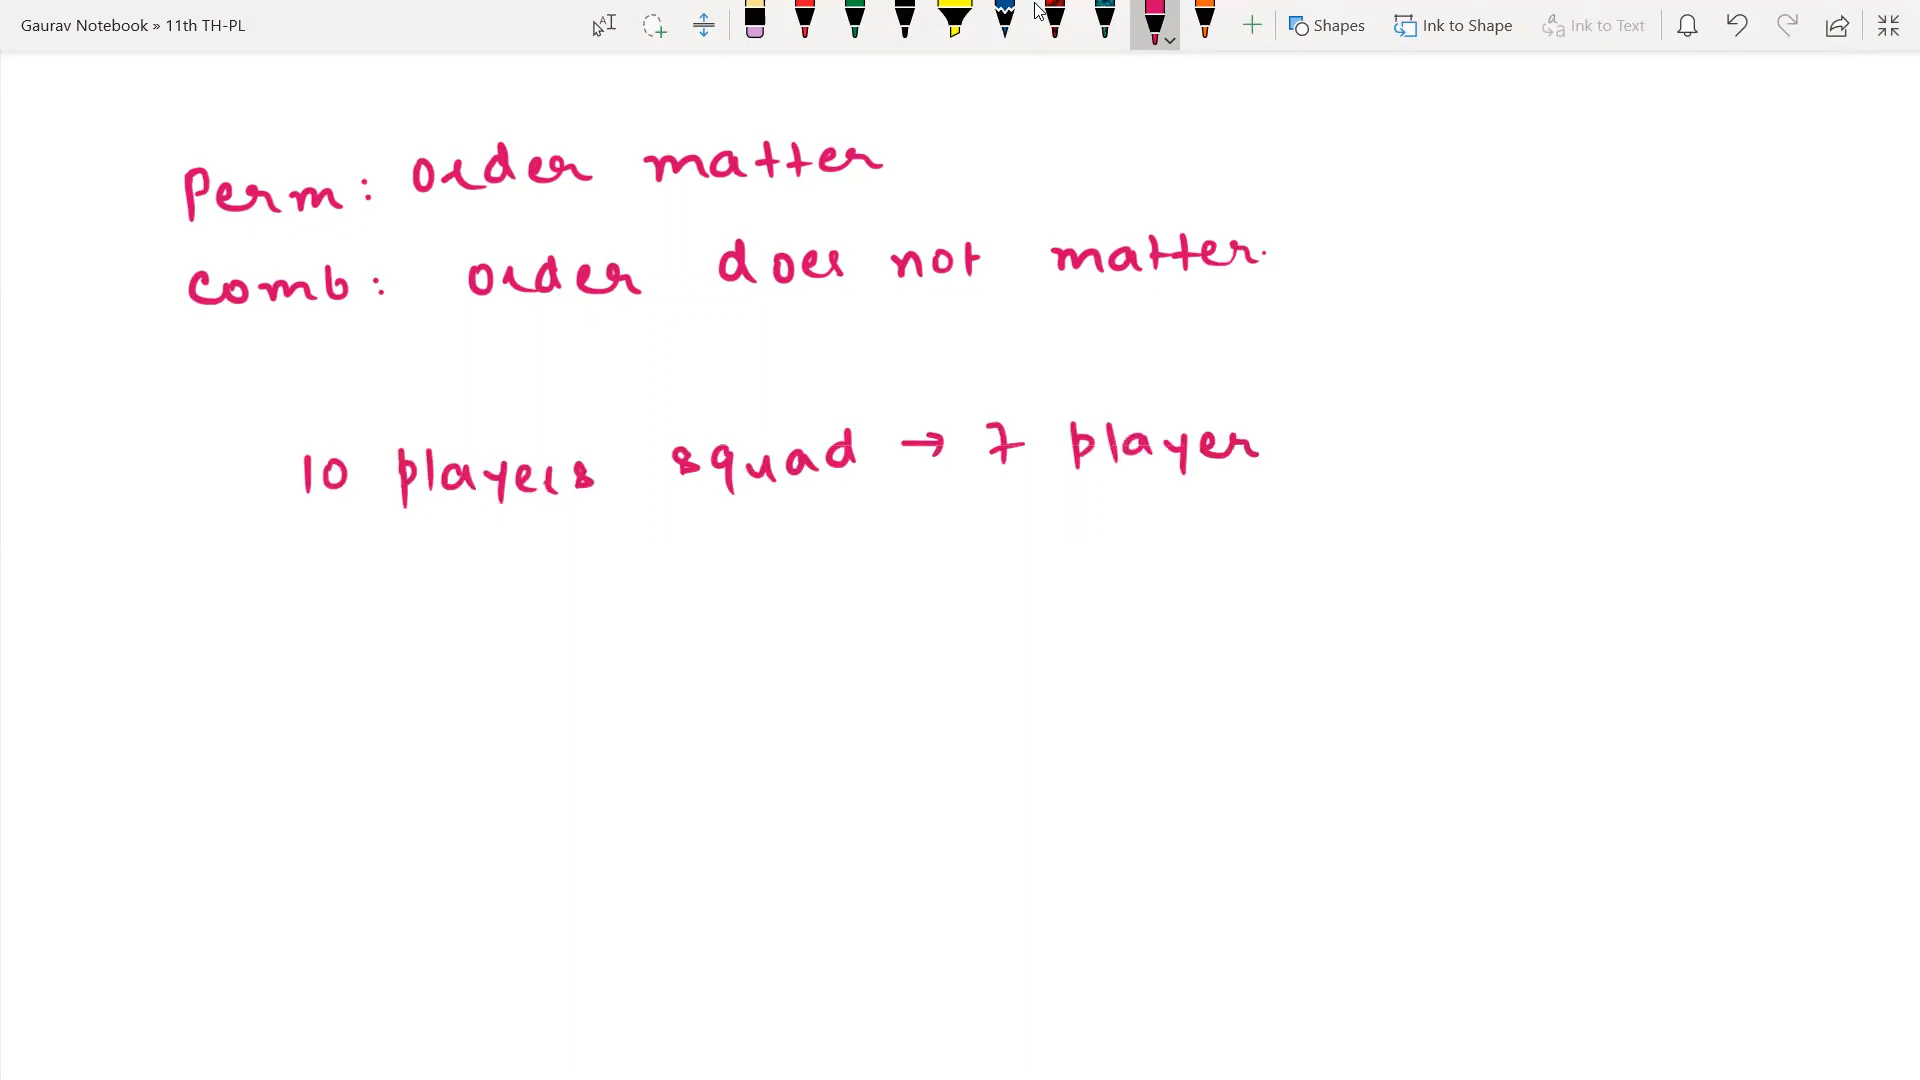 Gaurav Notebook » 11th TH-PL
Shapes
Ink to Shape
Ink to Text
Perm: order matter
Comb: order does not matter.
10 players squad → 7 player